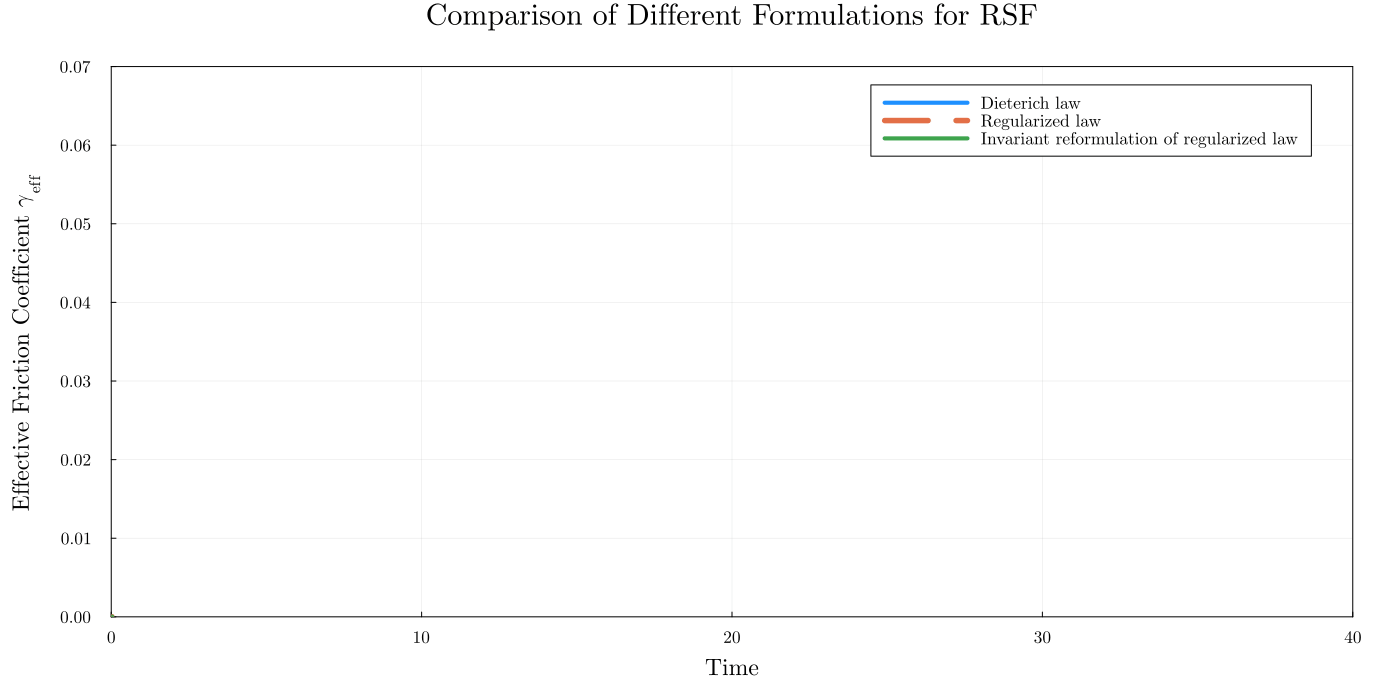 Comparison of Different Formulations for RSF
Effective Friction Coefficient γeff
0.07
0.06
0.05
0.04
0.03
0.02
0.01
0.00
Dieterich law
Regularized law
Invariant reformulation of regularized law
0 10 20 30 40
Time